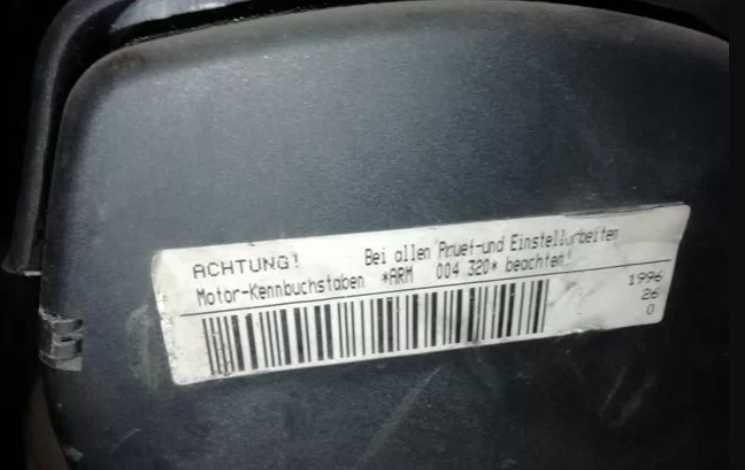 ACHTUNG! Bei allen Pruef-und Einstellarbeiten
Motor-Kennbuchstaben *ARM 004 320* beachten!
1996
26
0